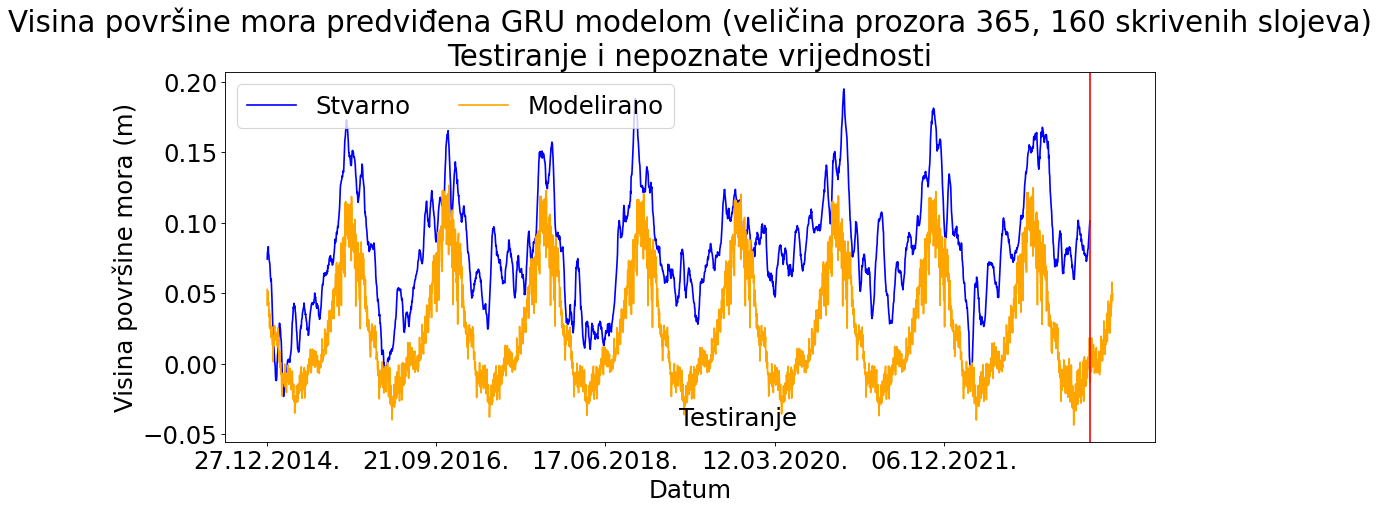 Visina površine mora predviđena GRU modelom (veličina prozora 365, 160 skrivenih slojeva)
Testiranje i nepoznate vrijednosti
Stvarno Modelirano
Visina površine mora (m)
0.20
0.15
0.10
0.05
0.00
−0.05
Testiranje
27.12.2014. 21.09.2016. 17.06.2018. 12.03.2020. 06.12.2021.
Datum